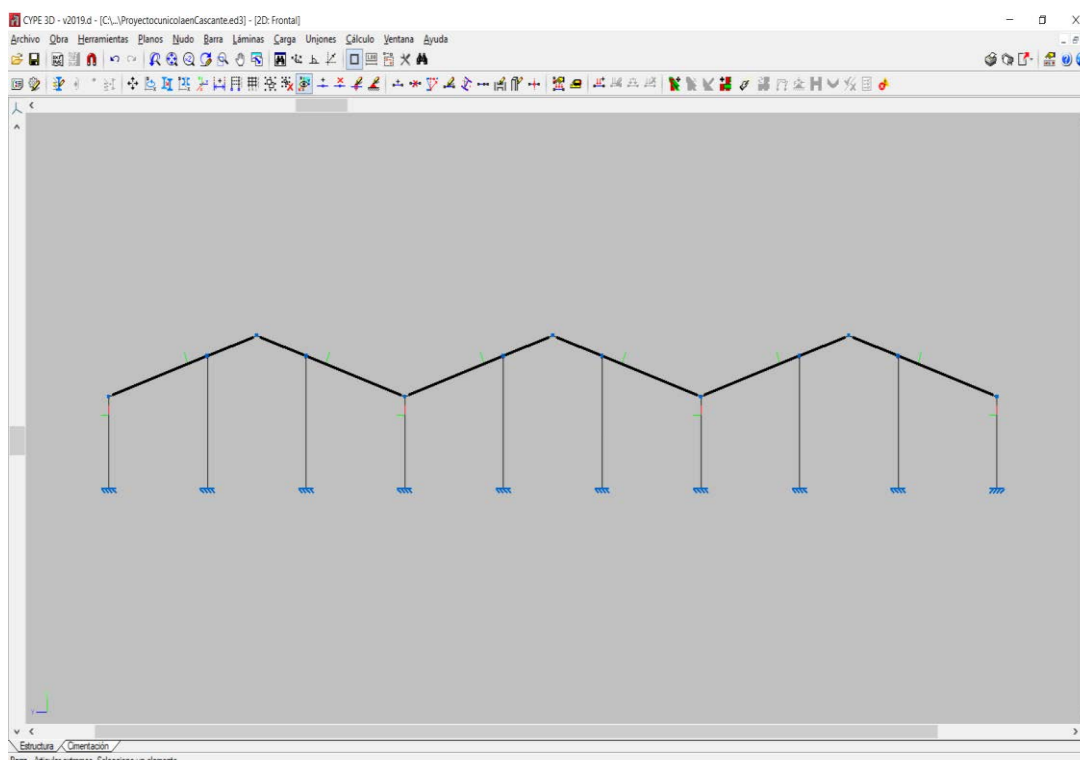 CYPE 3D - v2019.d - [C:\...\ProyectocunicolaenCascante.ed3] - [2D: Frontal]
Archivo Obra Herramientas Planos Nudo Barra Láminas Carga Uniones Cálculo Ventana Ayuda
Estructura Cimentación